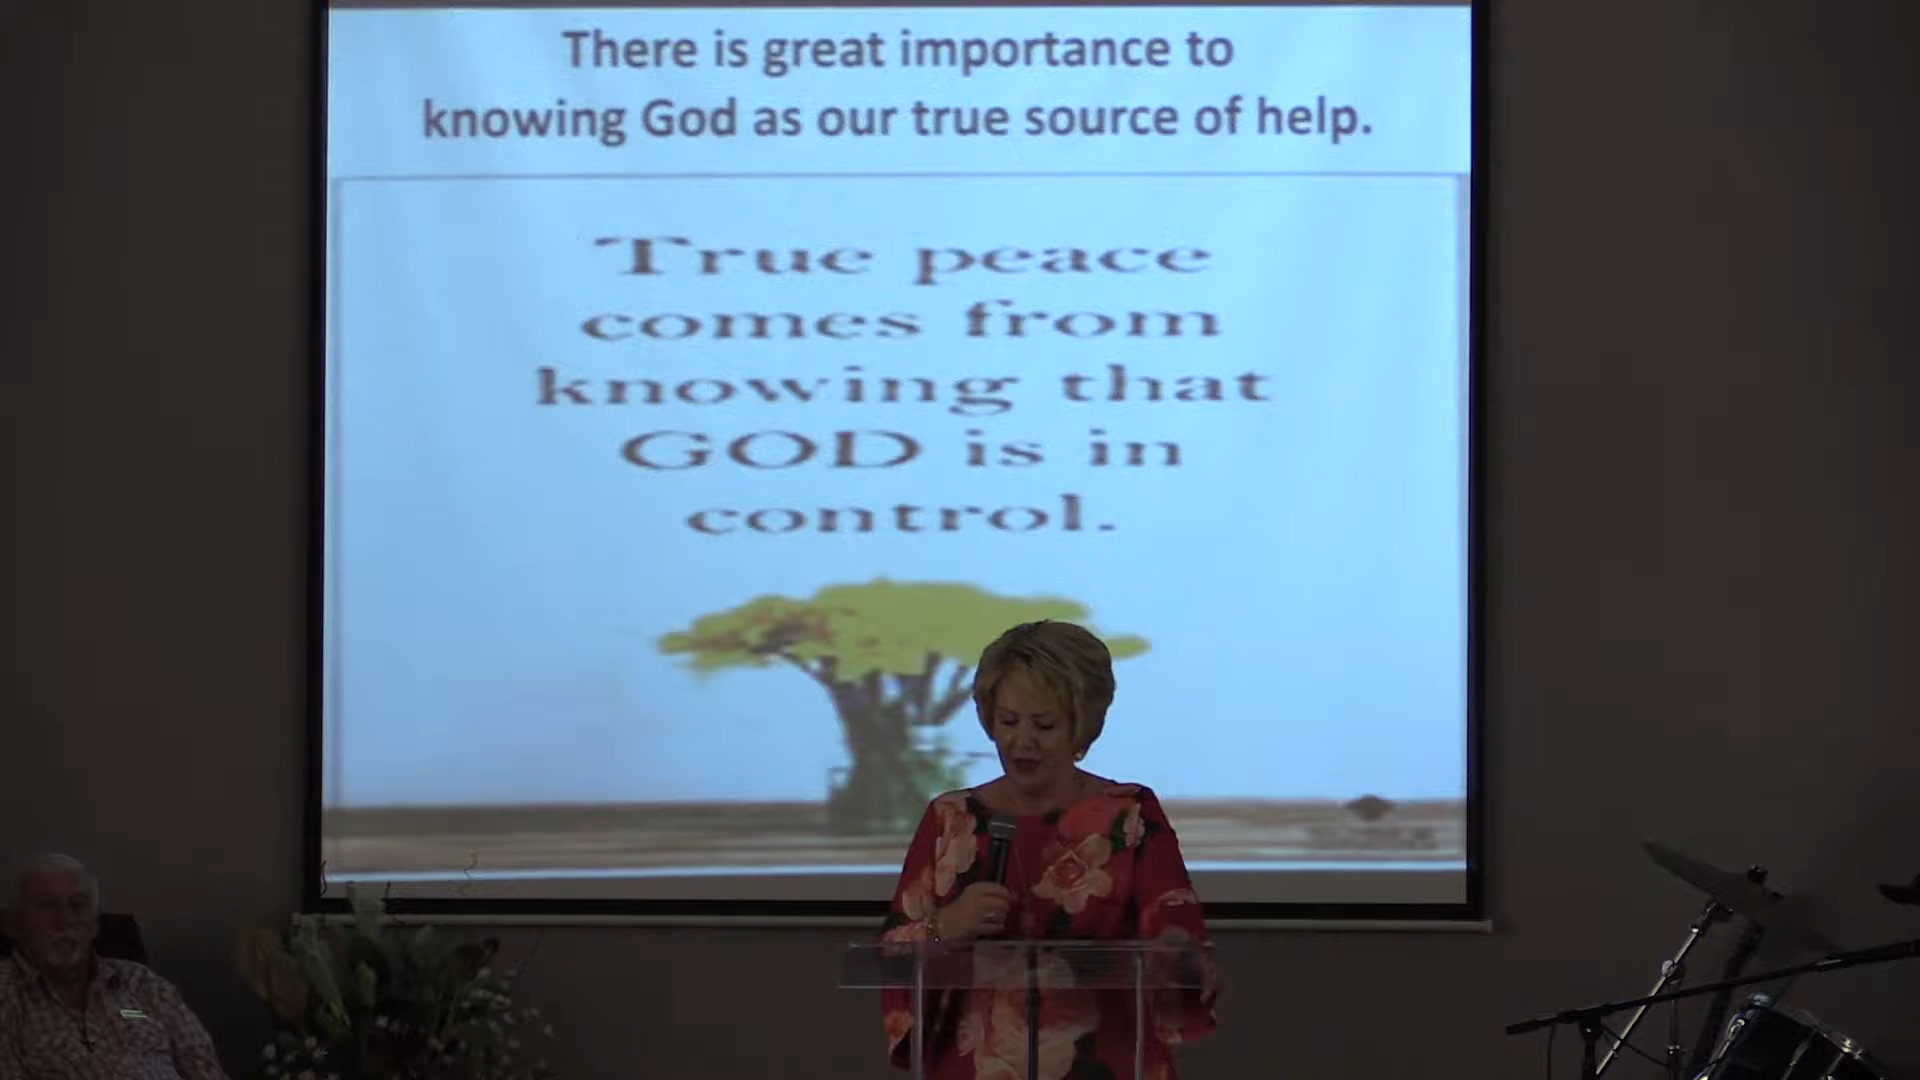 There is great importance to
knowing God as our true source of help.
True peace
comes from
knowing that
GOD is in
control.